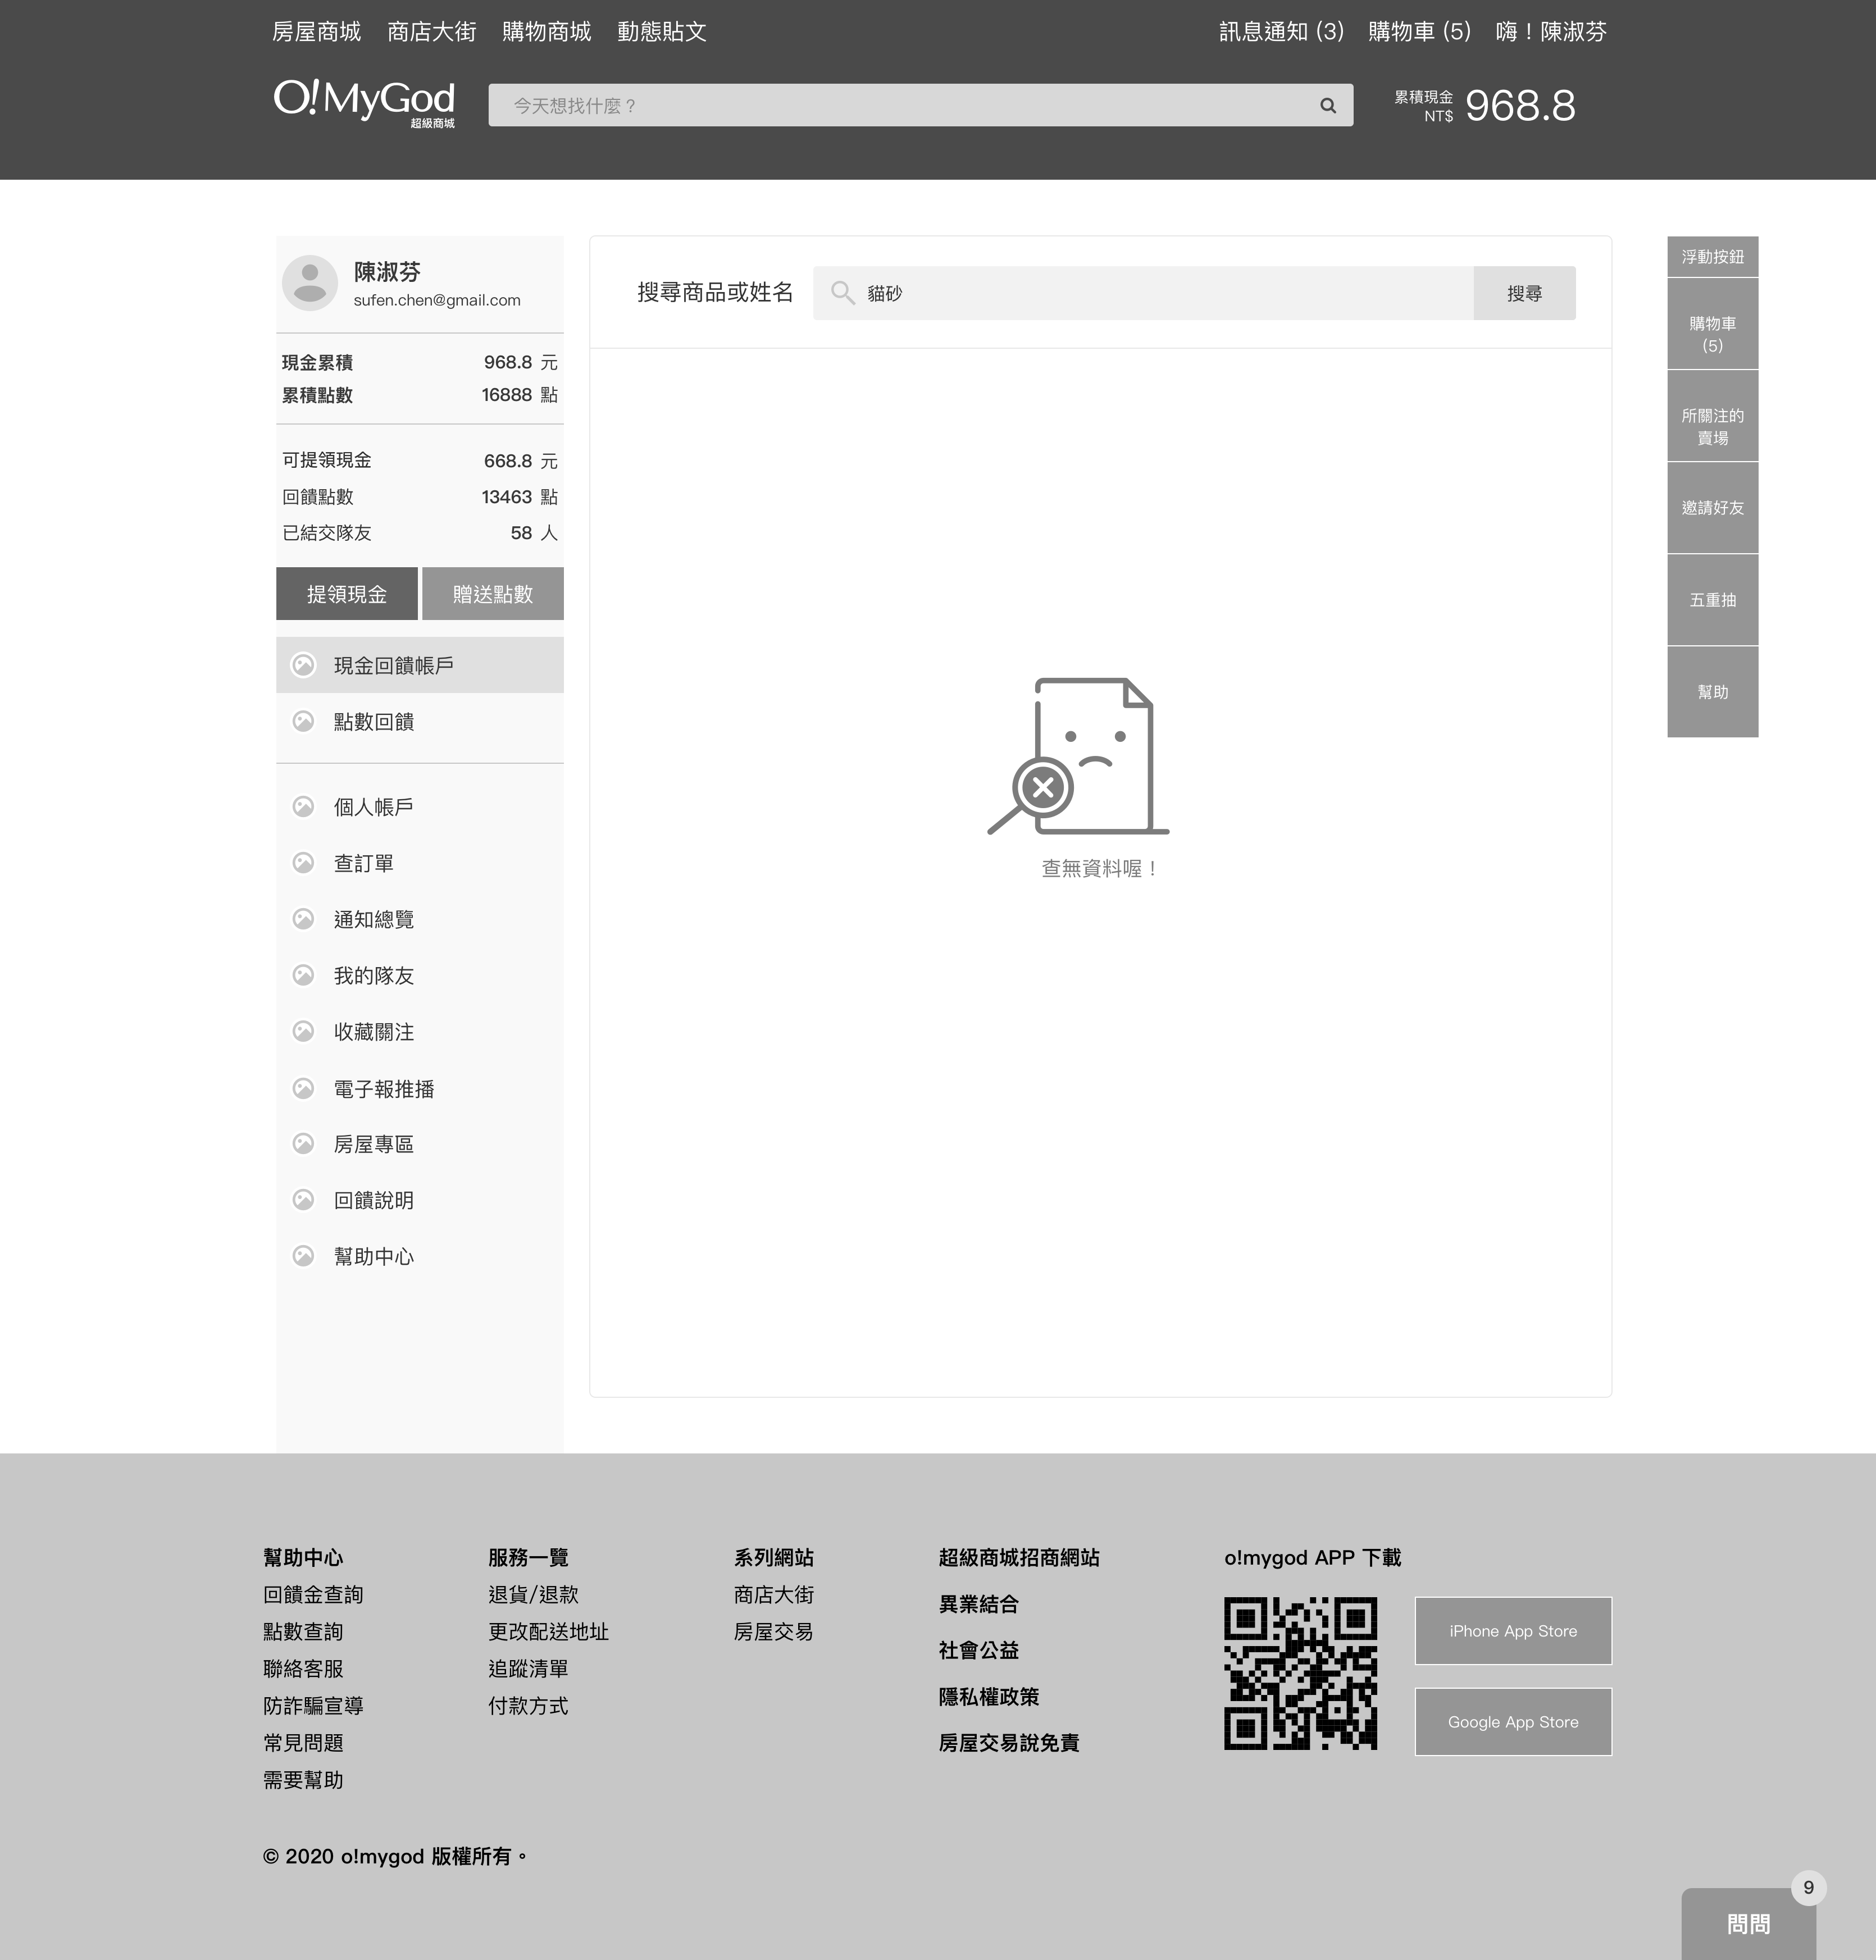 房屋商城 商店大街 購物商城 動態貼文 訊息通知 (3) 購物車 (5) 嗨！陳淑芬
O!MyGod
超級商城
今天想找什麼？
累積現金
NT$
968.8
陳淑芬
sufen.chen@gmail.com
現金累積 968.8 元
累積點數 16888 點
可提領現金 668.8 元
回饋點數 13463 點
已結交隊友 58 人
提領現金 贈送點數
現金回饋帳戶
點數回饋
個人帳戶
查訂單
通知總覽
我的隊友
收藏關注
電子報推播
房屋專區
回饋說明
幫助中心
搜尋商品或姓名 貓砂 搜尋
查無資料喔！
浮動按鈕
購物車
(5)
所關注的
賣場
邀請好友
五重抽
幫助
幫助中心
回饋金查詢
點數查詢
聯絡客服
防詐騙宣導
常見問題
需要幫助
服務一覽
退貨/退款
更改配送地址
追蹤清單
付款方式
系列網站
商店大街
房屋交易
超級商城招商網站
異業結合
社會公益
隱私權政策
房屋交易說免責
o!mygod APP 下載
iPhone App Store
Google App Store
© 2020 o!mygod 版權所有。
9
問問